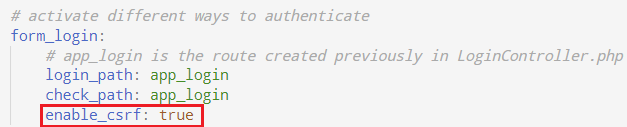 # activate different ways to authenticate
form_login:
# app_login is the route created previously in LoginController.php
login_path: app_login
check_path: app_login
enable_csrf: true